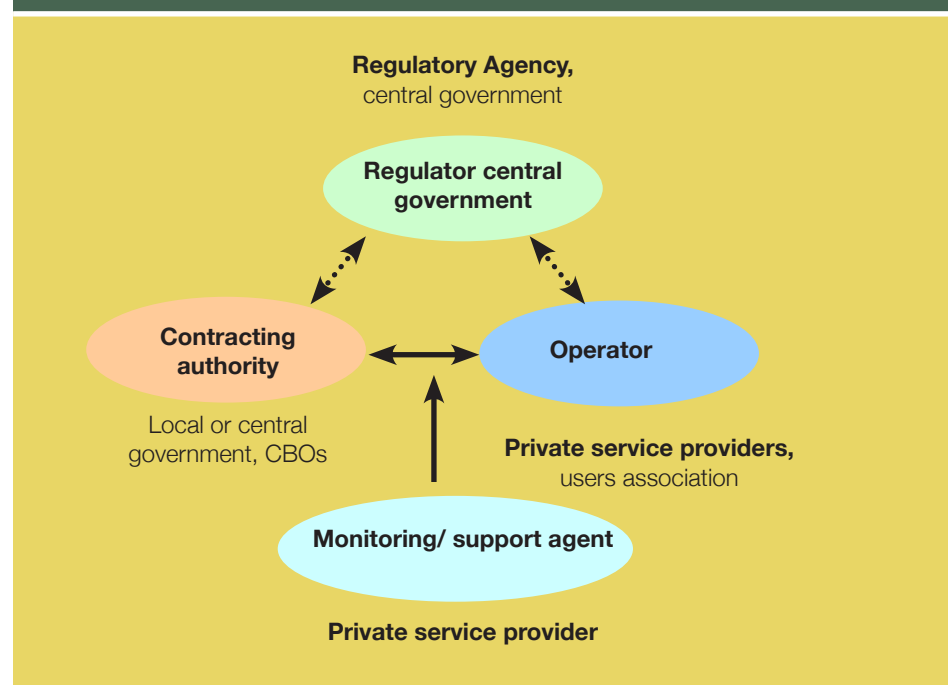 Regulatory Agency,
central government
Regulator central
government
Contracting
authority
Operator
Local or central
government, CBOs
Private service providers,
users association
Monitoring/ support agent
Private service provider